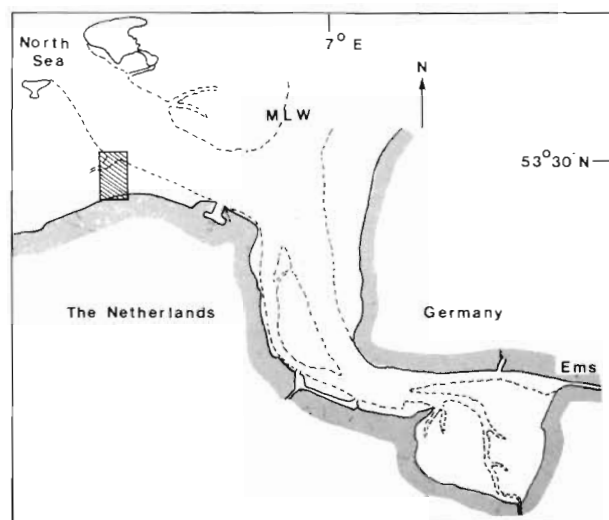 7° E
North
Sea
N
MLW
53°30' N
The Netherlands
Germany
Ems